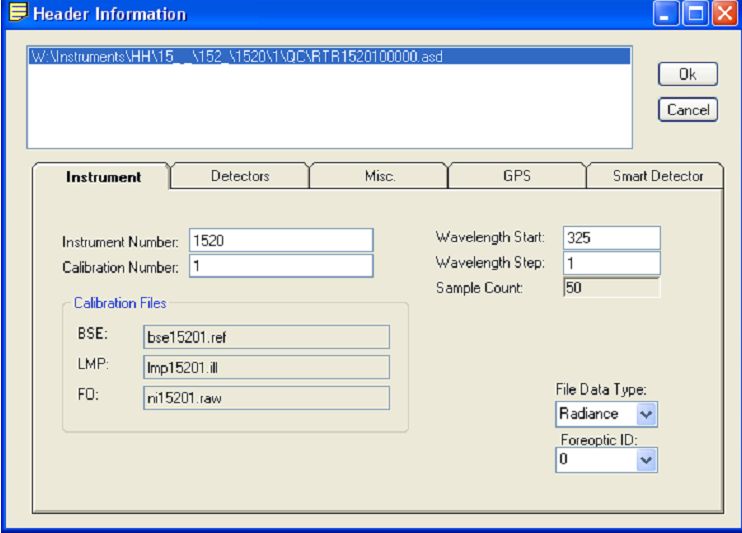 Header Information
W:\Instruments\HH\15_._\152_\1520\1\QC\RTR1520100000.asd
Ok
Cancel
Instrument Detectors Misc. GPS Smart Detector
Instrument Number: 1520 Wavelength Start: 325
Calibration Number: 1 Wavelength Step: 1
Sample Count: 50
Calibration Files
BSE: bse15201.ref
LMP: lmp15201.ill
FO: ni15201.raw
File Data Type:
Radiance
Foreoptic ID:
0